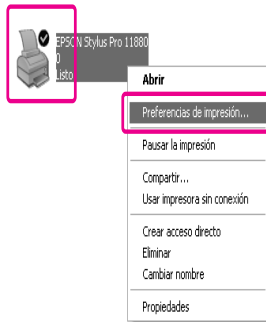 EPSON Stylus Pro 11880
0
Listo
Abrir
Preferencias de impresión...
Pausar la impresión
Compartir...
Usar impresora sin conexión
Crear acceso directo
Eliminar
Cambiar nombre
Propiedades